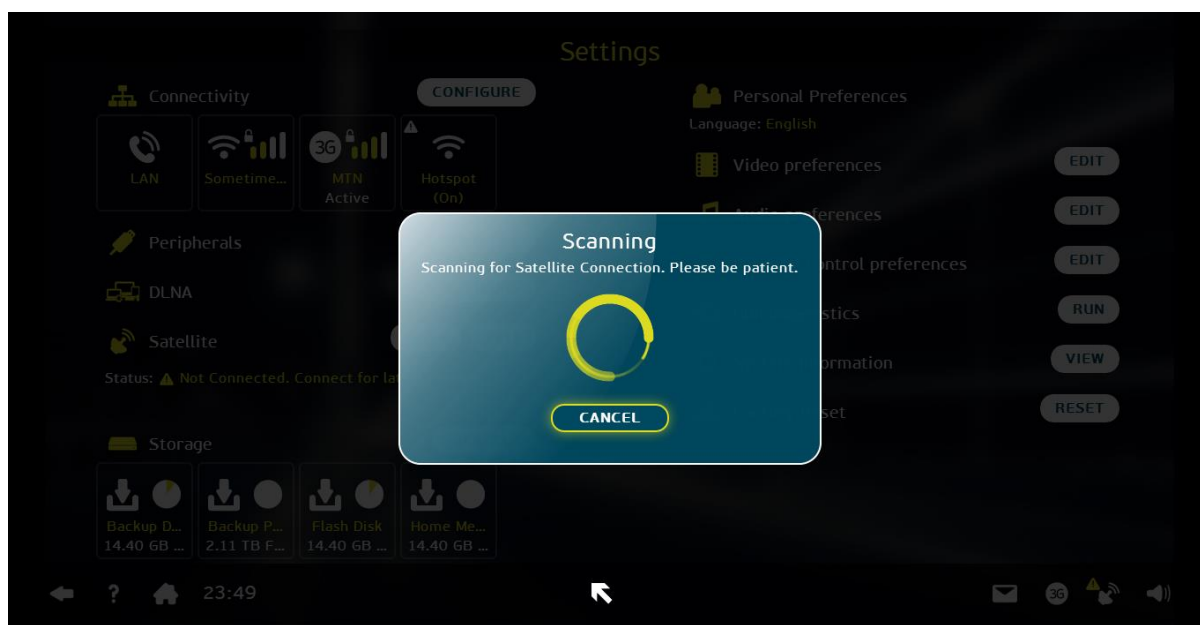 Settings
Connectivity
CONFIGURE
LAN
Sometime...
3G
MTN
Active
Hotspot
(On)
Peripherals
DLNA
Satellite
Status: Not Connected. Connect for la
Storage
Backup D...
14.40 GB ...
Backup P...
2.11 TB F...
Flash Disk
14.40 GB ...
Home Me...
14.40 GB ...
Personal Preferences
Language: English
Video preferences
EDIT
ferences
EDIT
ntrol preferences
EDIT
stics
RUN
ormation
VIEW
set
RESET
Scanning
Scanning for Satellite Connection. Please be patient.
CANCEL
?
23:49
3G